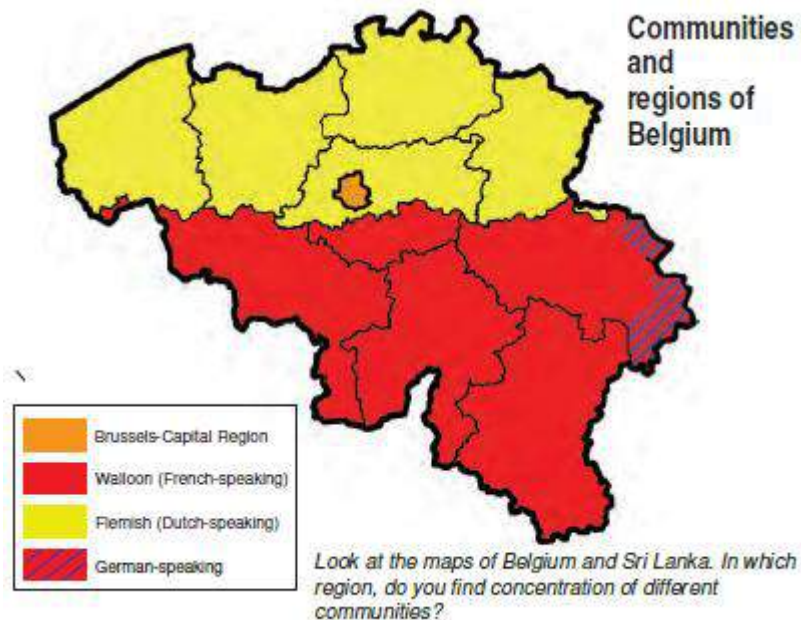 Communities
and
regions of
Belgium
Brussels-Capital Region
Walloon (French-speaking)
Flemish (Dutch-speaking)
German-speaking
Look at the maps of Belgium and Sri Lanka. In which
region, do you find concentration of different
communities?